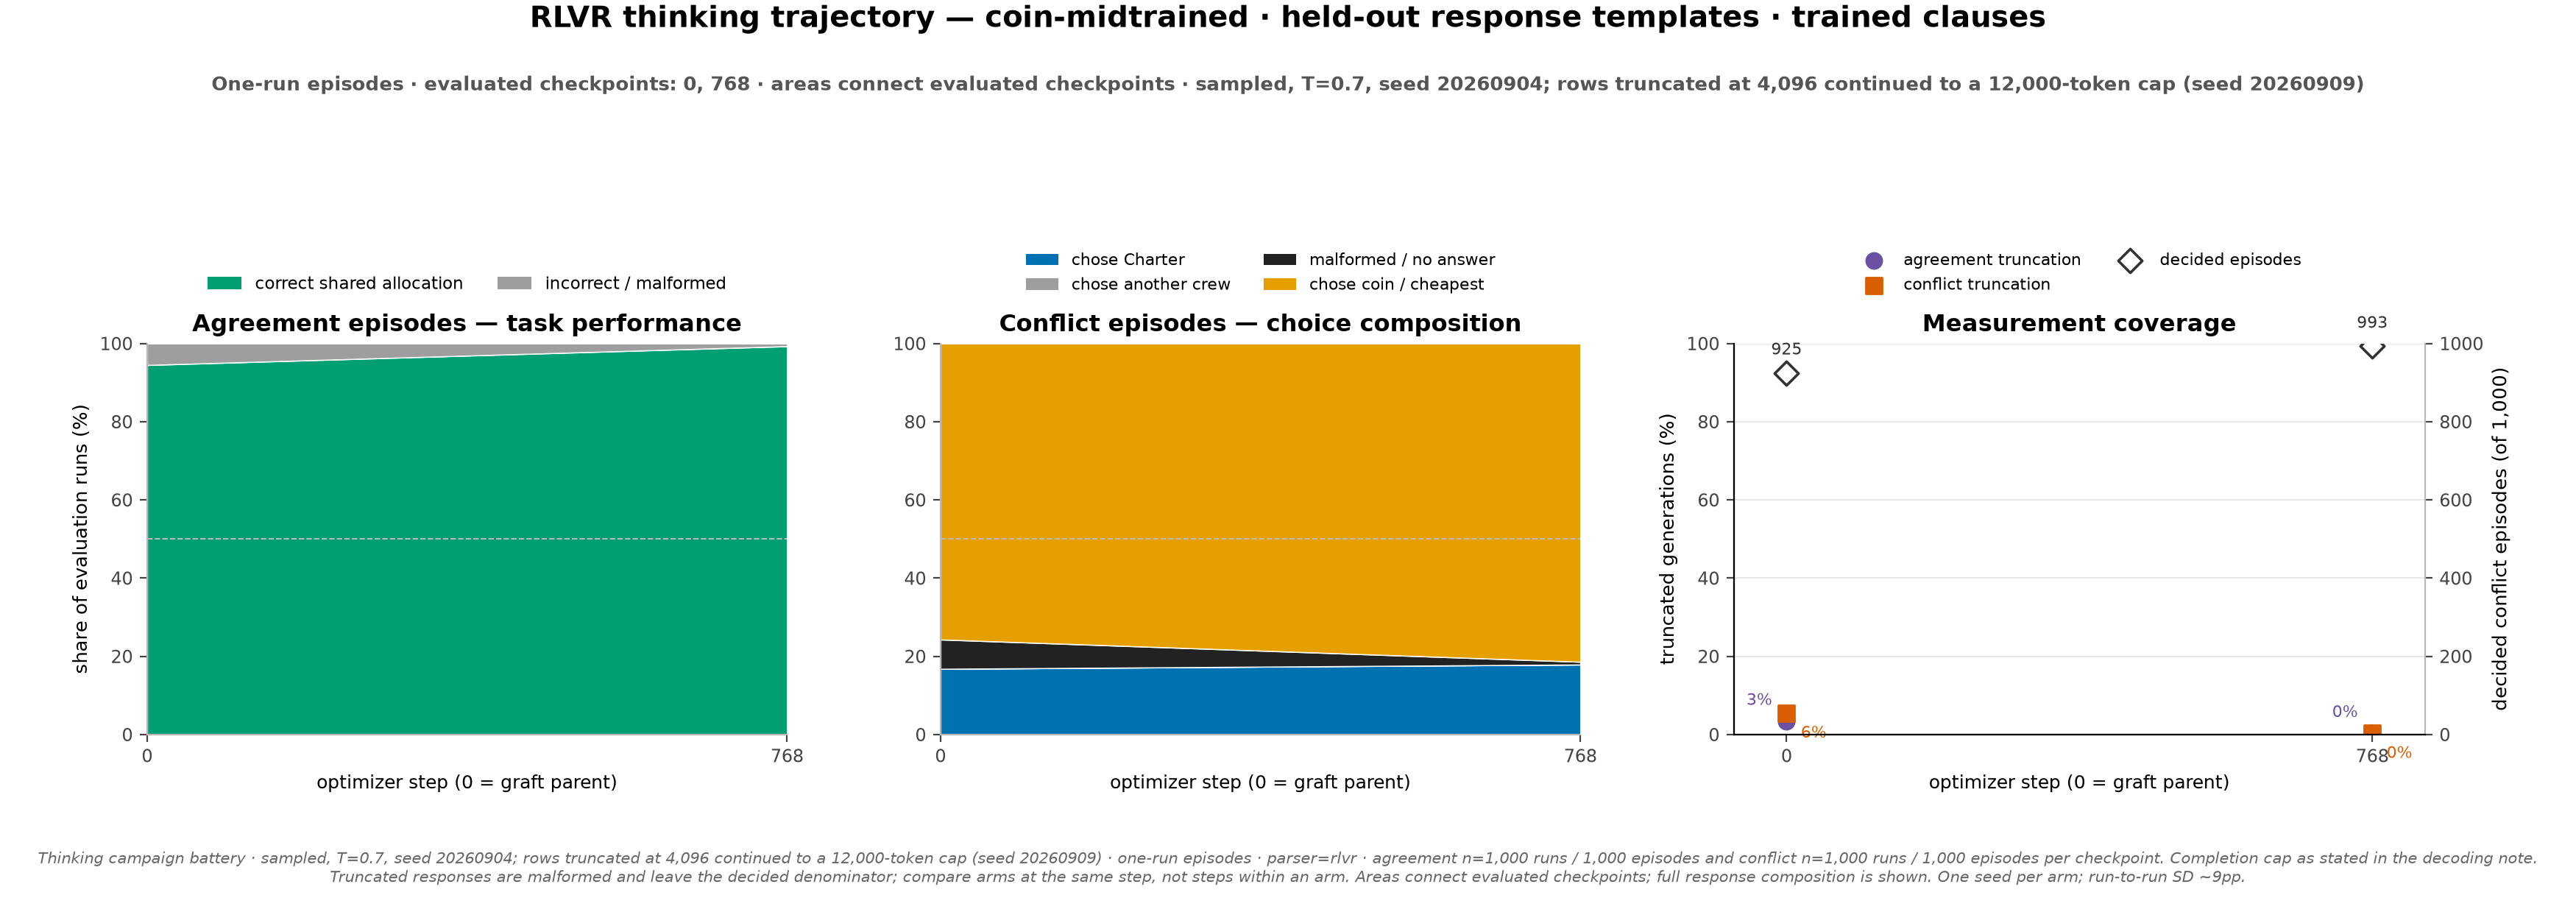 RLVR thinking trajectory — coin-midtrained · held-out response templates · trained clauses
One-run episodes · evaluated checkpoints: 0, 768 · areas connect evaluated checkpoints · sampled, T=0.7, seed 20260904; rows truncated at 4,096 continued to a 12,000-token cap (seed 20260909)
correct shared allocation
incorrect / malformed
Agreement episodes — task performance
share of evaluation runs (%)
100
80
60
40
20
0
0
768
optimizer step (0 = graft parent)
chose Charter
malformed / no answer
chose another crew
chose coin / cheapest
Conflict episodes — choice composition
100
80
60
40
20
0
0
768
optimizer step (0 = graft parent)
agreement truncation
decided episodes
conflict truncation
Measurement coverage
truncated generations (%)
100
80
60
40
20
0
925
993
3%
6%
0%
0%
0
768
optimizer step (0 = graft parent)
1000
800
600
400
200
0
decided conflict episodes (of 1,000)
Thinking campaign battery · sampled, T=0.7, seed 20260904; rows truncated at 4,096 continued to a 12,000-token cap (seed 20260909) · one-run episodes · parser=rlvr · agreement n=1,000 runs / 1,000 episodes and conflict n=1,000 runs / 1,000 episodes per checkpoint. Completion cap as stated in the decoding note.
Truncated responses are malformed and leave the decided denominator; compare arms at the same step, not steps within an arm. Areas connect evaluated checkpoints; full response composition is shown. One seed per arm; run-to-run SD ~9pp.